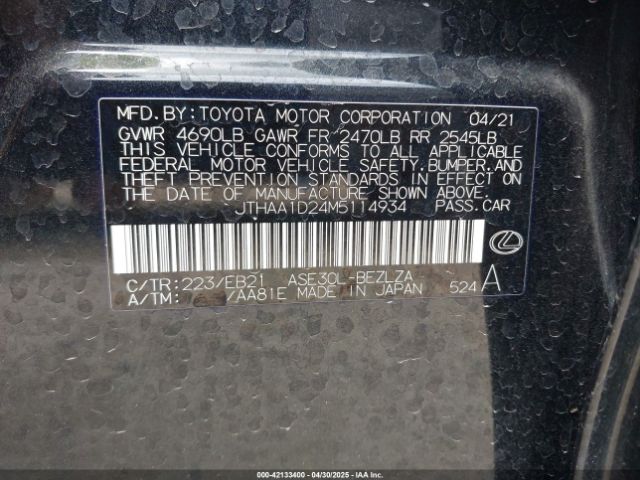 MFD. BY: TOYOTA MOTOR CORPORATION 04/21
GVWR 4690LB GAWR FR 2470LB RR 2545LB
THIS VEHICLE CONFORMS TO ALL APPLICABLE
FEDERAL MOTOR VEHICLE SAFETY, BUMPER, AND
THEFT PREVENTION STANDARDS IN EFFECT ON
THE DATE OF MANUFACTURE SHOWN ABOVE.
JTHAA1D24M5114934 PASS.CAR
C/TR: 223/EB21 ASE30L-BEZLZA
A/TM: /AA81E MADE IN JAPAN 524 A
000-42133400 - 04/30/2025 - IAA